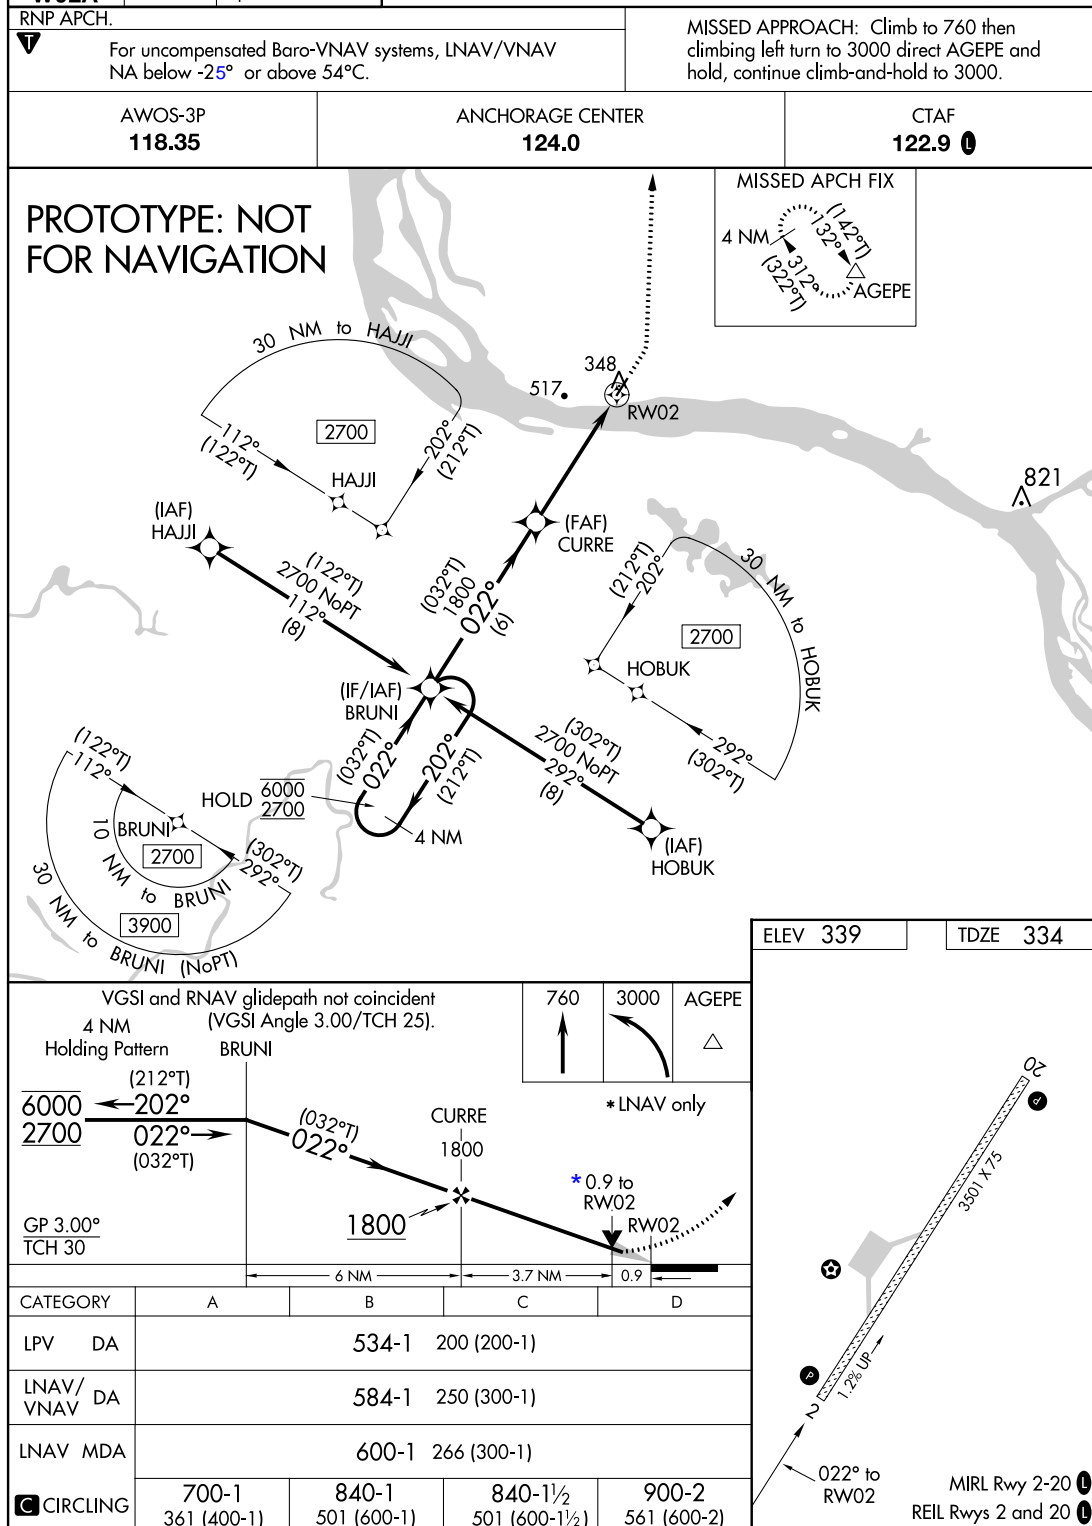 RNP APCH.
T
For uncompensated Baro-VNAV systems, LNAV/VNAV
NA below -25° or above 54°C.
MISSED APPROACH: Climb to 760 then
climbing left turn to 3000 direct AGEPE and
hold, continue climb-and-hold to 3000.
AWOS-3P
118.35
ANCHORAGE CENTER
124.0
CTAF
122.9 L
PROTOTYPE: NOT
FOR NAVIGATION
MISSED APCH FIX
4 NM
(142°T)
132°
312°
(322°T)
AGEPE
30 NM to HAJJI
2700
112°
(122°T)
202°
(212°T)
HAJJI
348
517
RW02
821
(IAF)
HAJJI
(FAF)
CURRE
(122°T)
2700 NoPT
112°
(8)
(032°T)
1800
022°
(6)
(212°T)
202°
30 NM to HOBUK
2700
HOBUK
292°
(302°T)
(IF/IAF)
BRUNI
(302°T)
2700 NoPT
292°
(8)
(032°T)
022°
202°
(212°T)
HOLD
6000
2700
4 NM
(IAF)
HOBUK
(122°T)
112°
BRUNI
2700
(302°T)
292°
10 NM to BRUNI
3900
30 NM to BRUNI (NoPT)
ELEV 339
TDZE 334
VGSI and RNAV glidepath not coincident
(VGSI Angle 3.00/TCH 25).
760
3000
AGEPE
4 NM
Holding Pattern
BRUNI
(212°T)
6000
202°
2700
022°
(032°T)
(032°T)
022°
CURRE
1800
*LNAV only
1800
* 0.9 to
RW02
RW02
GP 3.00°
TCH 30
6 NM
3.7 NM
0.9
20
P
3501 X 75
P
1.2% UP
2
022° to
RW02
MIRL Rwy 2-20 L
REIL Rwys 2 and 20 L
CATEGORY A B C D
LPV DA 534-1 200 (200-1)
LNAV/
VNAV DA 584-1 250 (300-1)
LNAV MDA 600-1 266 (300-1)
C CIRCLING
700-1
361 (400-1)
840-1
501 (600-1)
840-1½
501 (600-1½)
900-2
561 (600-2)